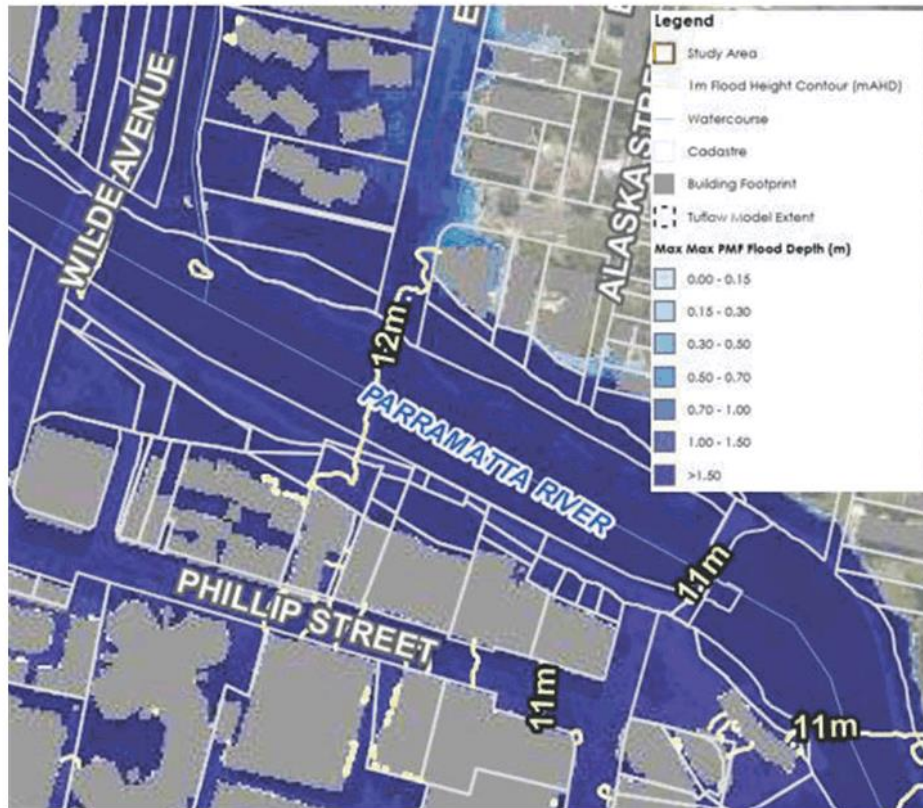 WILDE AVENUE
E
ALASKA STRE
12m
PARRAMATTA RIVER
PHILLIP STREET
11m
11m
11m
Legend
Study Area
1m Flood Height Contour (mAHD)
Watercourse
Cadastre
Building Footprint
Tuflow Model Extent
Max Max PMF Flood Depth (m)
0.00 - 0.15
0.15 - 0.30
0.30 - 0.50
0.50 - 0.70
0.70 - 1.00
1.00 - 1.50
>1.50